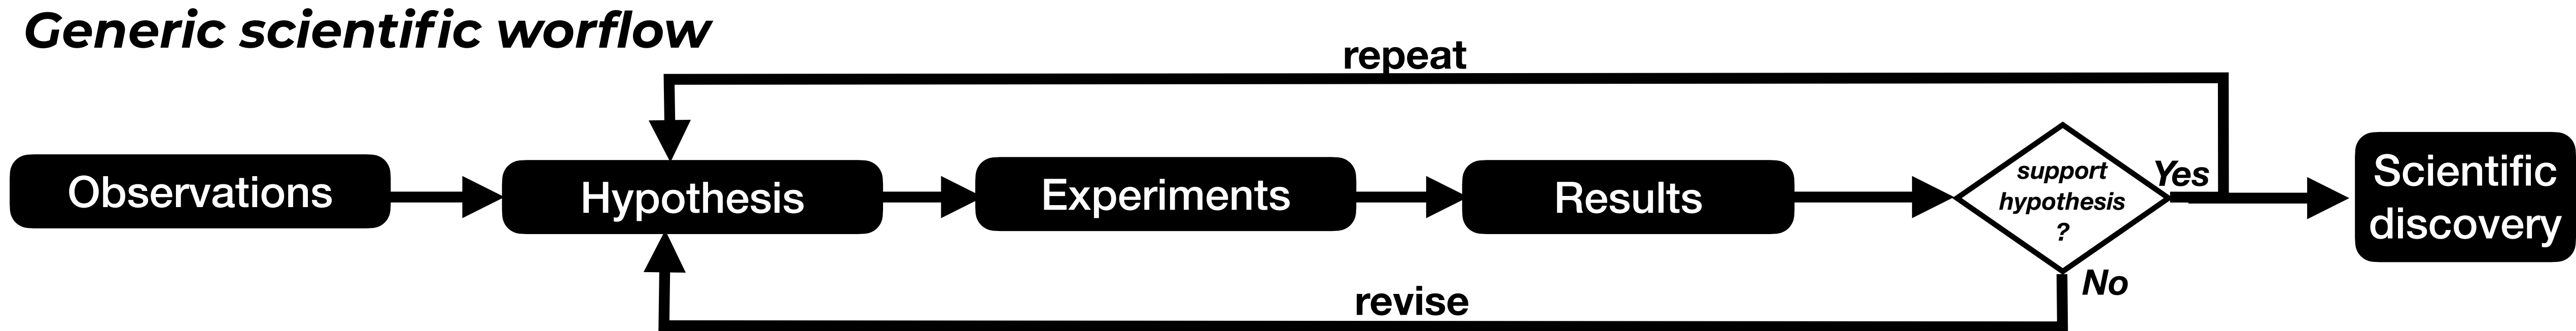 Generic scientific worflow
repeat
Observations
Hypothesis
Experiments
Results
support
hypothesis
?
Yes
No
Scientific
discovery
revise